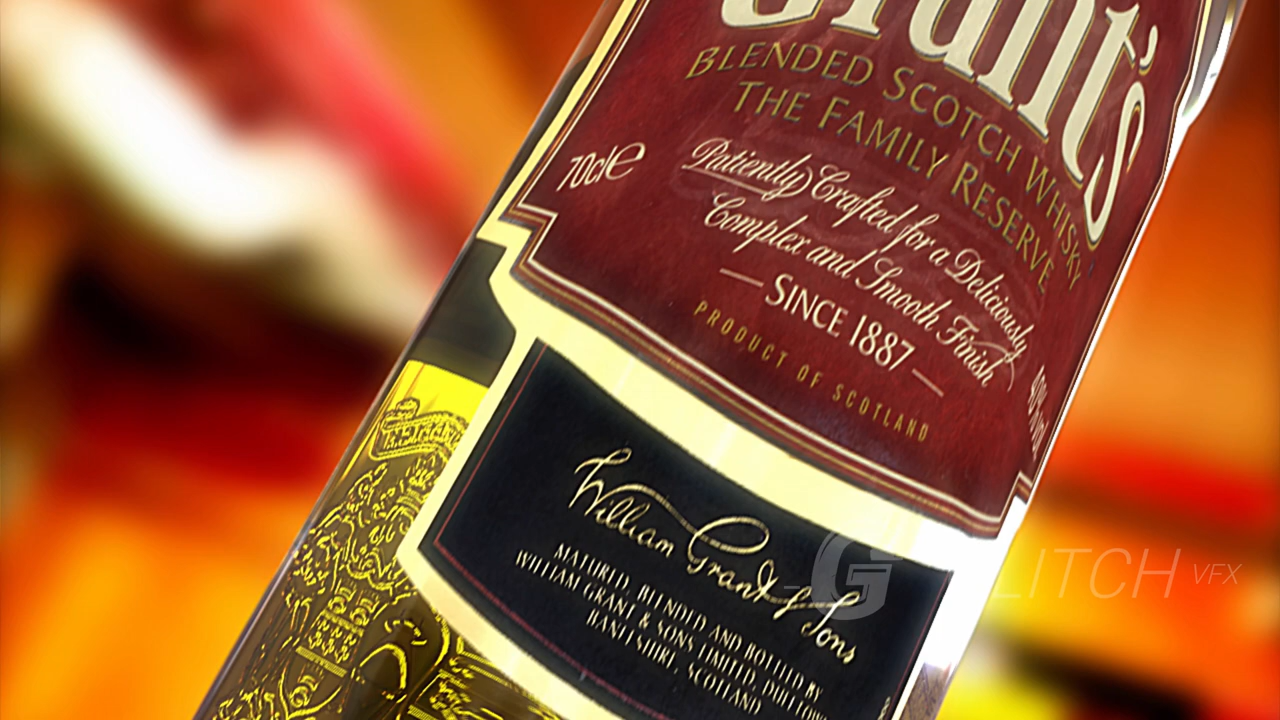 Grant's
BLENDED SCOTCH WHISKY
THE FAMILY RESERVE
70cle
Patiently Crafted for a Deliciously
Complex and Smooth Finish
— SINCE 1887 —
PRODUCT OF SCOTLAND
William Grant & Sons
MATURED, BLENDED AND BOTTLED BY
WILLIAM GRANT & SONS LIMITED, DUFFTOWN
BANFFSHIRE, SCOTLAND
GLITCH VFX